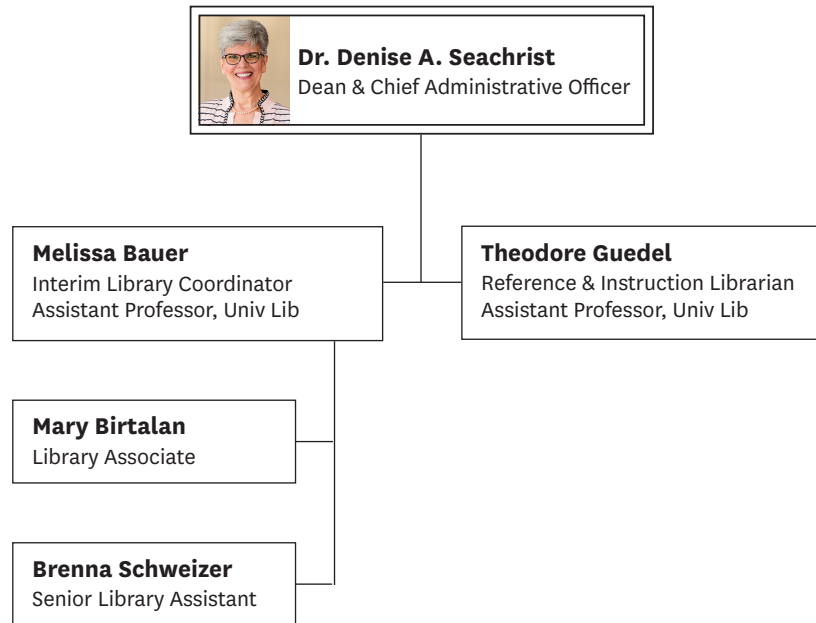 Dr. Denise A. Seachrist
Dean & Chief Administrative Officer
Melissa Bauer
Interim Library Coordinator
Assistant Professor, Univ Lib
Theodore Guedel
Reference & Instruction Librarian
Assistant Professor, Univ Lib
Mary Birtalan
Library Associate
Brenna Schweizer
Senior Library Assistant